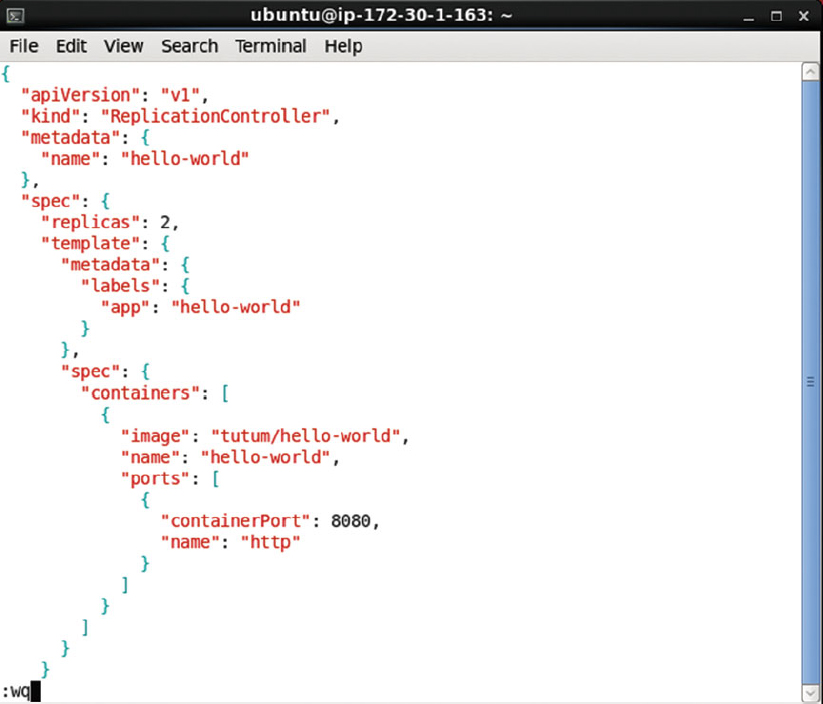 ubuntu@ip-172-30-1-163: ~
File Edit View Search Terminal Help
{
  "apiVersion": "v1",
  "kind": "ReplicationController",
  "metadata": {
    "name": "hello-world"
  },
  "spec": {
    "replicas": 2,
    "template": {
      "metadata": {
        "labels": {
          "app": "hello-world"
        }
      },
      "spec": {
        "containers": [
          {
            "image": "tutum/hello-world",
            "name": "hello-world",
            "ports": [
              {
                "containerPort": 8080,
                "name": "http"
              }
            ]
          }
        ]
      }
    }
:wq